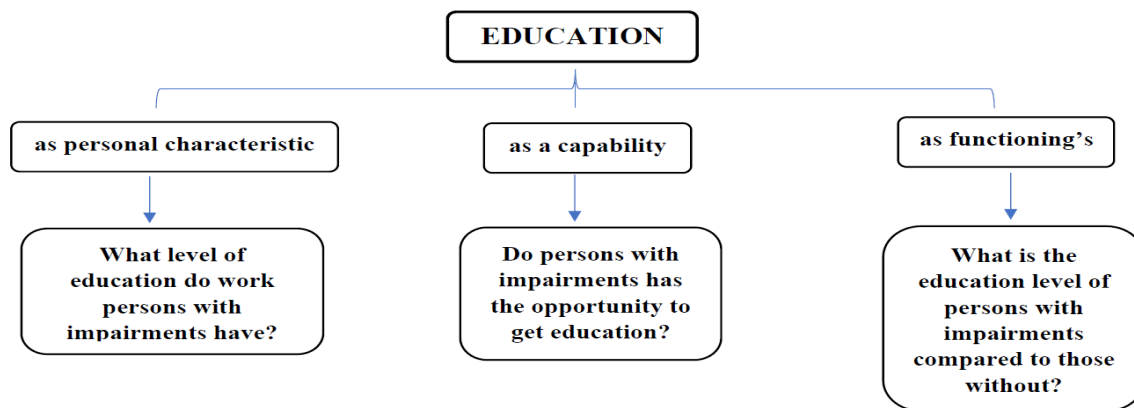 EDUCATION
as personal characteristic
as a capability
as functioning's
What level of
education do work
persons with
impairments have?
Do persons with
impairments has
the opportunity to
get education?
What is the
education level of
persons with
impairments
compared to those
without?